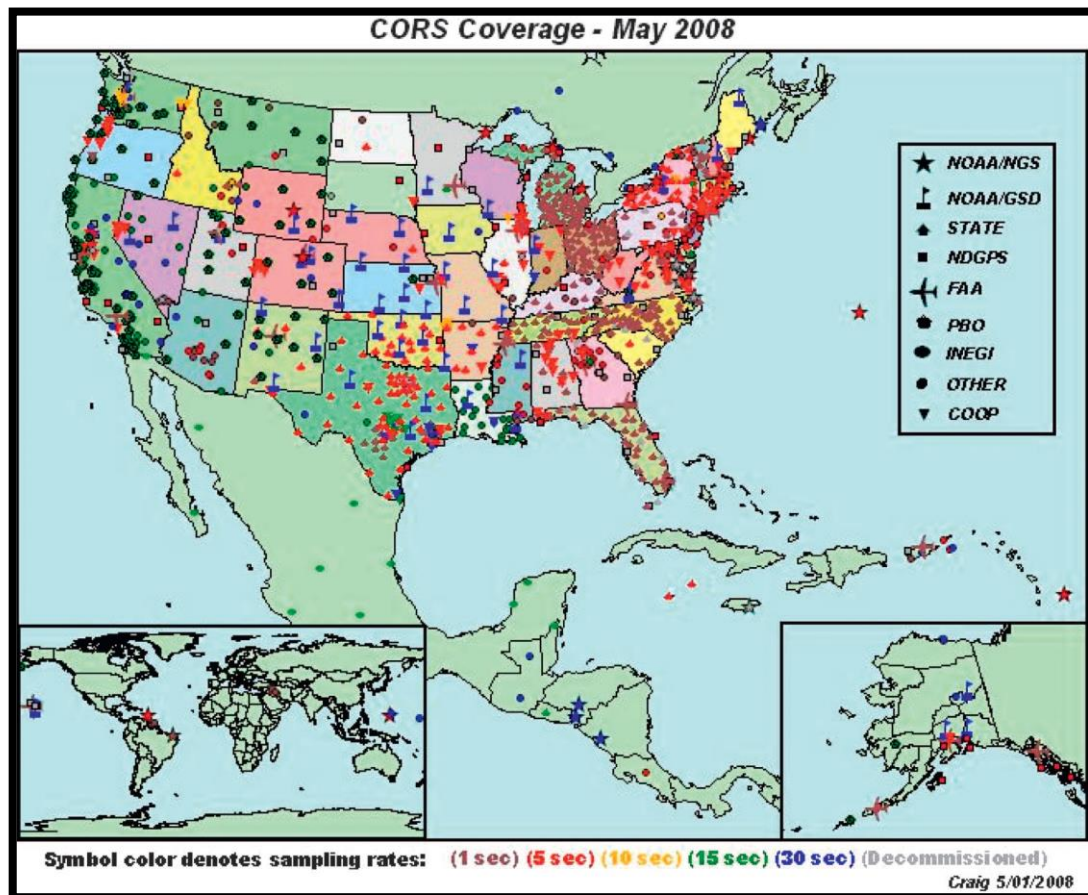 CORS Coverage - May 2008
NOAA/NGS
NOAA/GSD
STATE
NDGPS
FAA
PBO
INEGI
OTHER
COOP
Symbol color denotes sampling rates: (1 sec) (5 sec) (10 sec) (15 sec) (30 sec) (Decommissioned)
Craig 5/01/2008